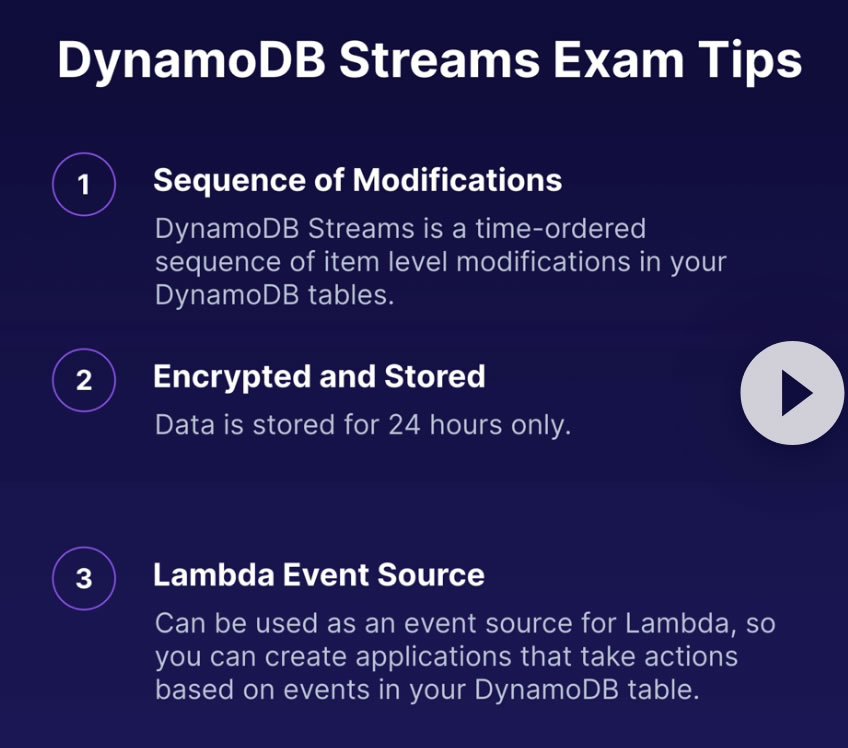 DynamoDB Streams Exam Tips
1
Sequence of Modifications
DynamoDB Streams is a time-ordered
sequence of item level modifications in your
DynamoDB tables.
2
Encrypted and Stored
Data is stored for 24 hours only.
3
Lambda Event Source
Can be used as an event source for Lambda, so
you can create applications that take actions
based on events in your DynamoDB table.